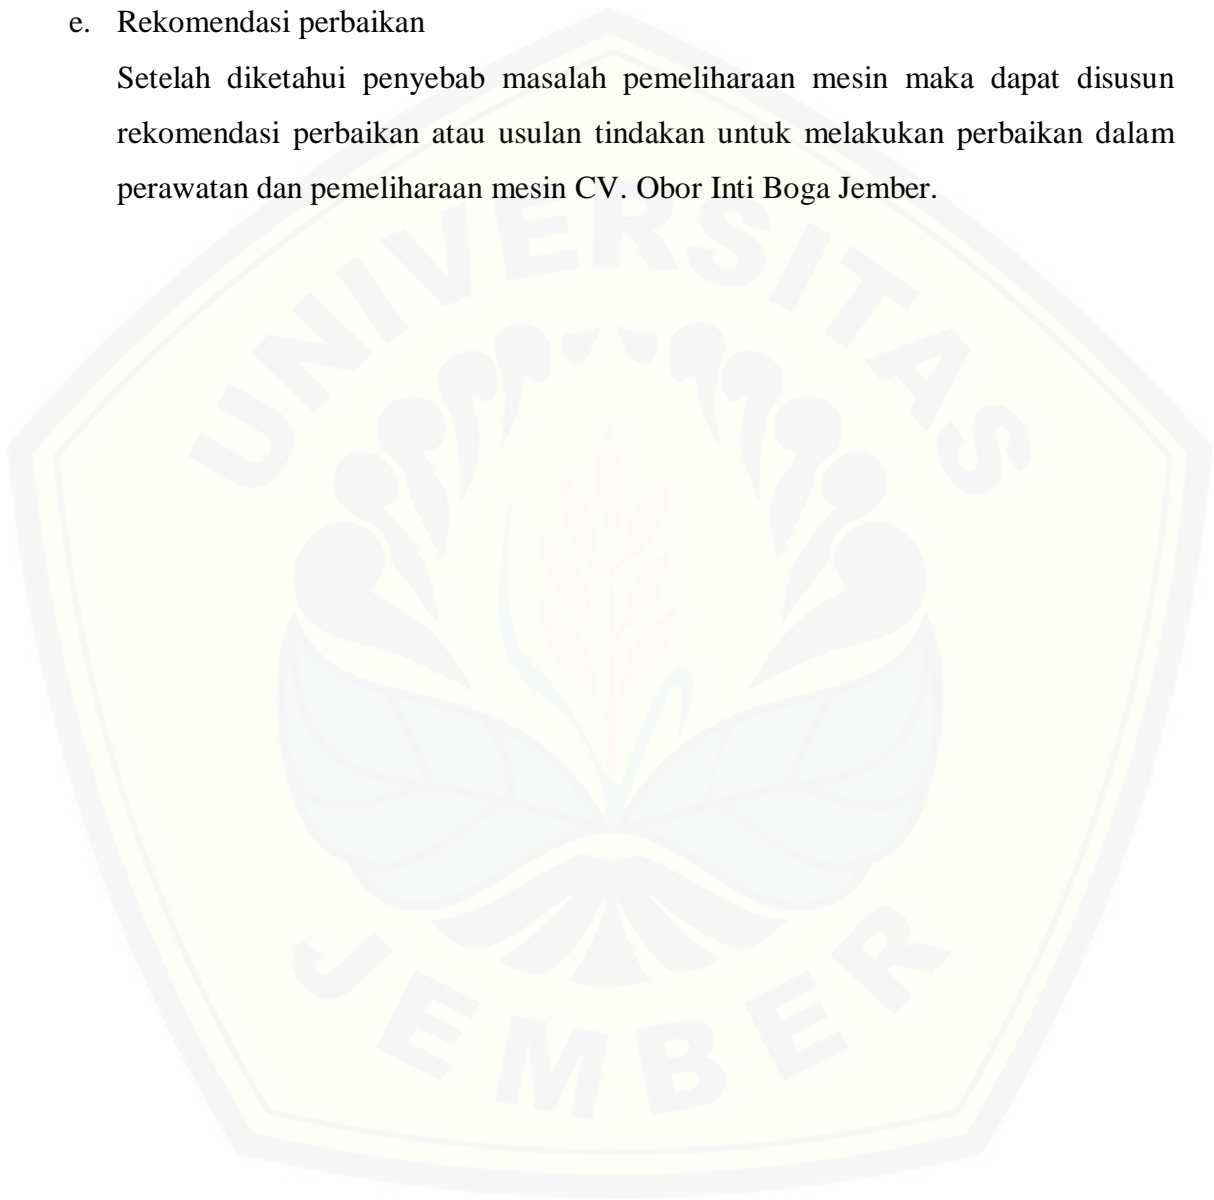 e. Rekomendasi perbaikan
Setelah diketahui penyebab masalah pemeliharaan mesin maka dapat disusun
rekomendasi perbaikan atau usulan tindakan untuk melakukan perbaikan dalam
perawatan dan pemeliharaan mesin CV. Obor Inti Boga Jember.
UNIVERSITAS
JEMBER